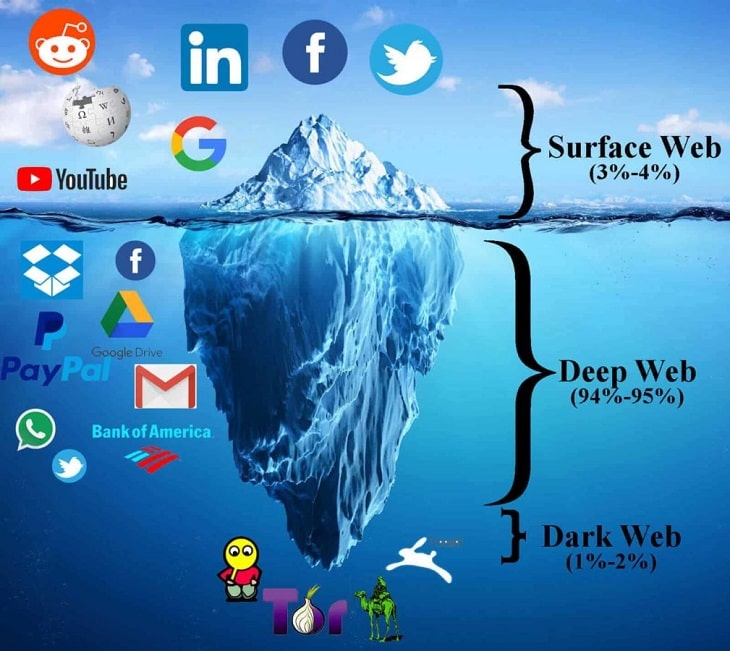 in
f
YouTube
Surface Web
(3%-4%)
f
Google Drive
PayPal
Bank of America
Deep Web
(94%-95%)
Dark Web
(1%-2%)
Tor